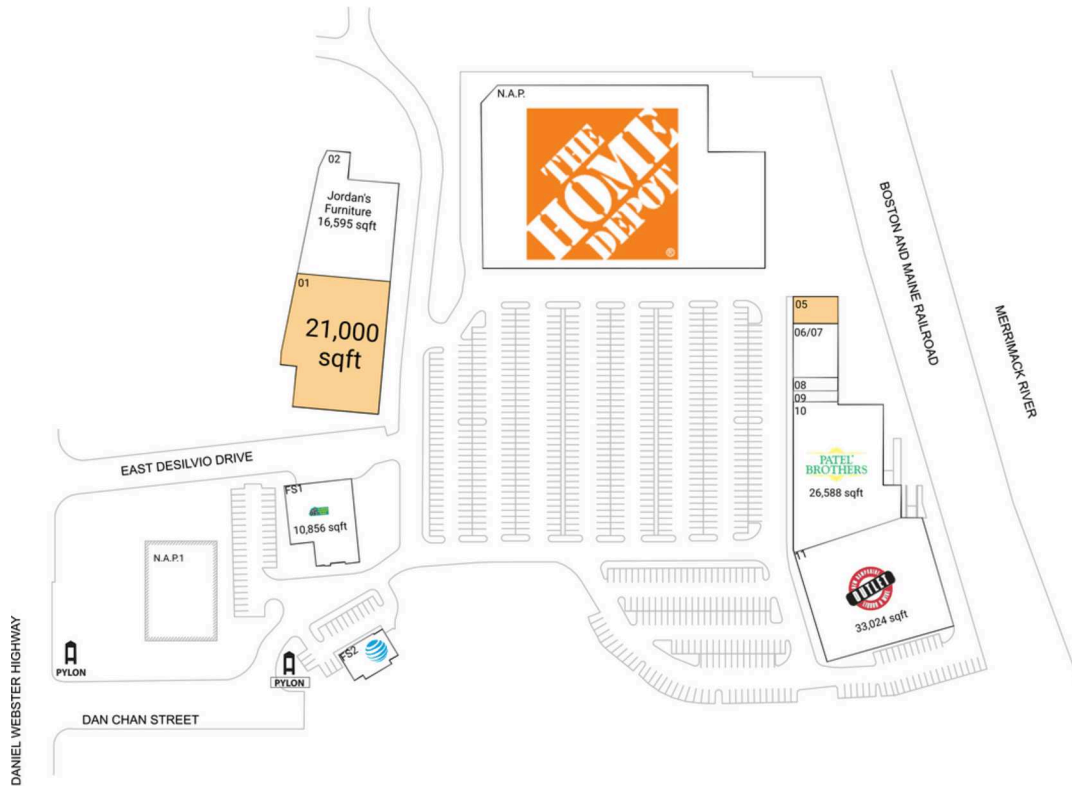 N.A.P.
THE
HOME
DEPOT
®
02
Jordan's
Furniture
16,595 sqft
01
21,000
sqft
BOSTON AND MAINE RAILROAD
MERRIMACK RIVER
05
06/07
08
09
10
PATEL
BROTHERS
26,588 sqft
EAST DESILVIO DRIVE
FS1
10,856 sqft
N.A.P.1
11
NEW HAMPSHIRE
OUTLET
33,024 sqft
FS2
PYLON
PYLON
DAN CHAN STREET
DANIEL WEBSTER HIGHWAY